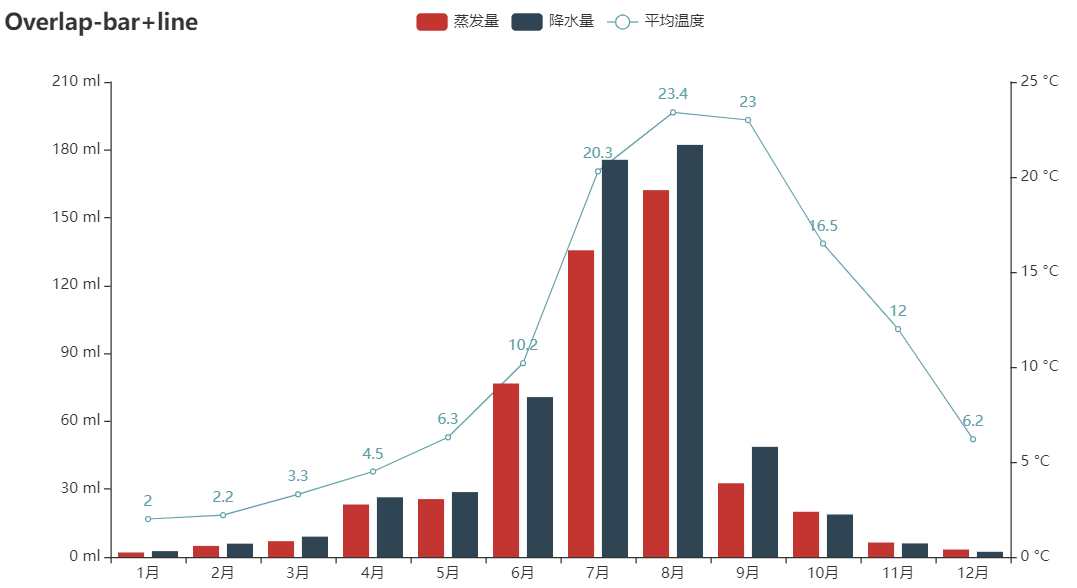 Overlap-bar+line
蒸发量 降水量 平均温度
210 ml
180 ml
150 ml
120 ml
90 ml
60 ml
30 ml
0 ml
25 °C
20 °C
15 °C
10 °C
5 °C
0 °C
2
2.2
3.3
4.5
6.3
10.2
20.3
23.4
23
16.5
12
6.2
1月 2月 3月 4月 5月 6月 7月 8月 9月 10月 11月 12月